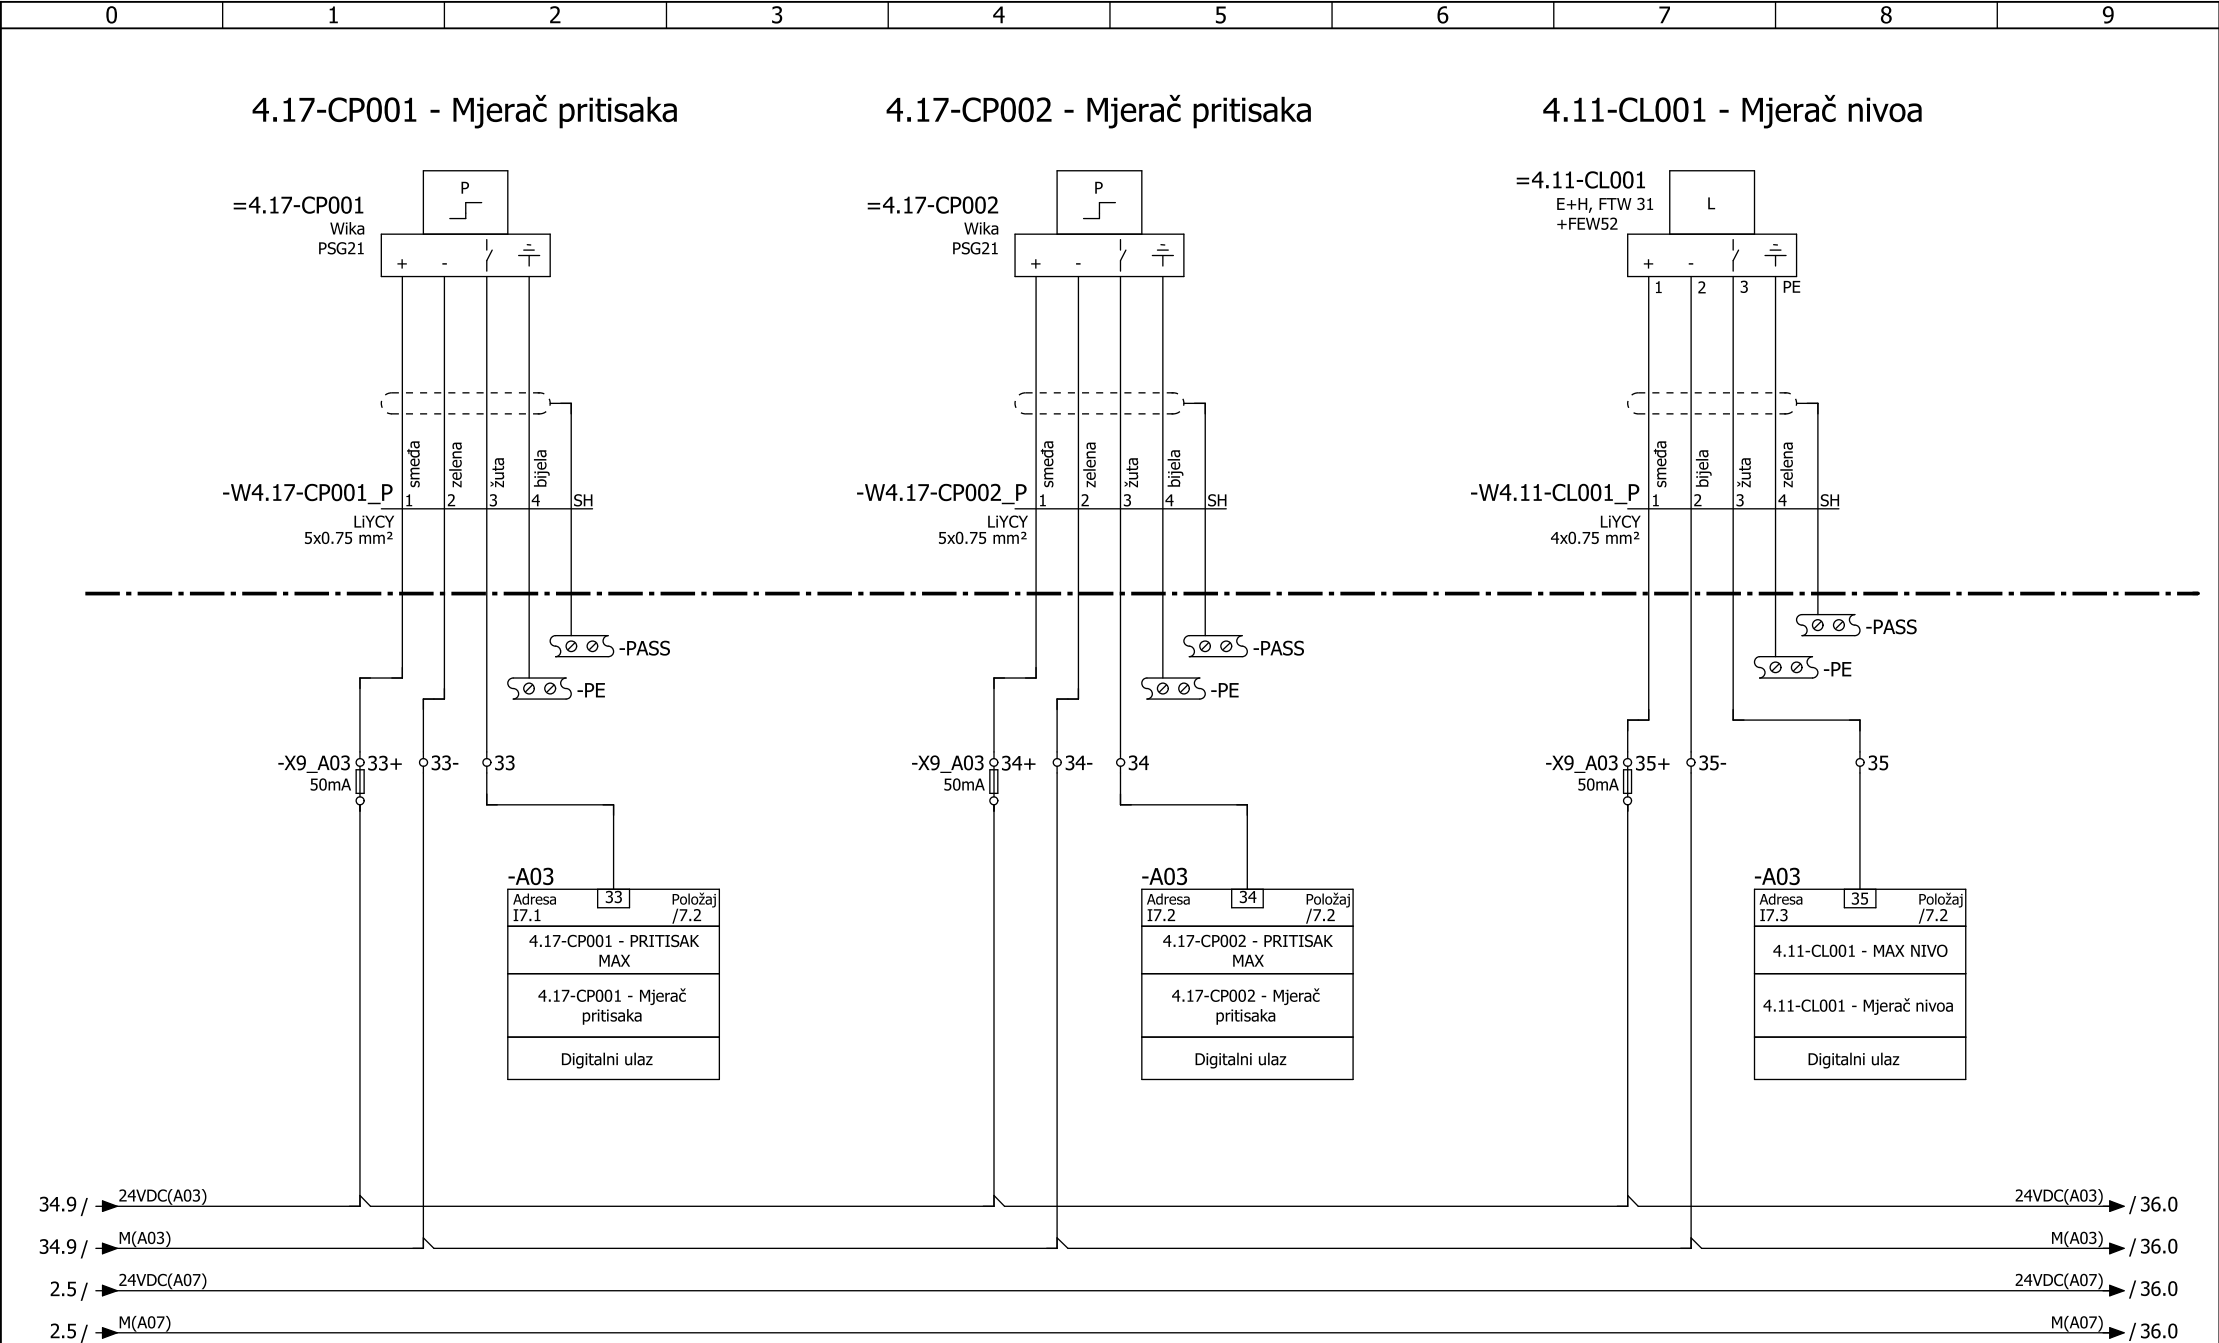 0 1 2 3 4 5 6 7 8 9
4.17-CP001 - Mjerač pritisaka
4.17-CP002 - Mjerač pritisaka
4.11-CL001 - Mjerač nivoa
P
=4.17-CP001
Wika
PSG21
+ -
P
=4.17-CP002
Wika
PSG21
+ -
L
=4.11-CL001
E+H, FTW 31
+FEW52
+ -
1 2 3 PE
smeđa zelena žuta bijela
-W4.17-CP001_P
1 2 3 4 SH
LiYCY
5x0.75 mm²
smeđa zelena žuta bijela
-W4.17-CP002_P
1 2 3 4 SH
LiYCY
5x0.75 mm²
smeđa bijela žuta zelena
-W4.11-CL001_P
1 2 3 4 SH
LiYCY
4x0.75 mm²
-PASS
-PE
-PASS
-PE
-PASS
-PE
-X9_A03 33+ 33- 33
50mA
-X9_A03 34+ 34- 34
50mA
-X9_A03 35+ 35- 35
50mA
-A03
Adresa 33 Položaj
I7.1 /7.2
4.17-CP001 - PRITISAK
MAX
4.17-CP001 - Mjerač
pritisaka
Digitalni ulaz
-A03
Adresa 34 Položaj
I7.2 /7.2
4.17-CP002 - PRITISAK
MAX
4.17-CP002 - Mjerač
pritisaka
Digitalni ulaz
-A03
Adresa 35 Položaj
I7.3 /7.2
4.11-CL001 - MAX NIVO
4.11-CL001 - Mjerač nivoa
Digitalni ulaz
34.9 / 24VDC(A03) 24VDC(A03) / 36.0
34.9 / M(A03) M(A03) / 36.0
2.5 / 24VDC(A07) 24VDC(A07) / 36.0
2.5 / M(A07) M(A07) / 36.0